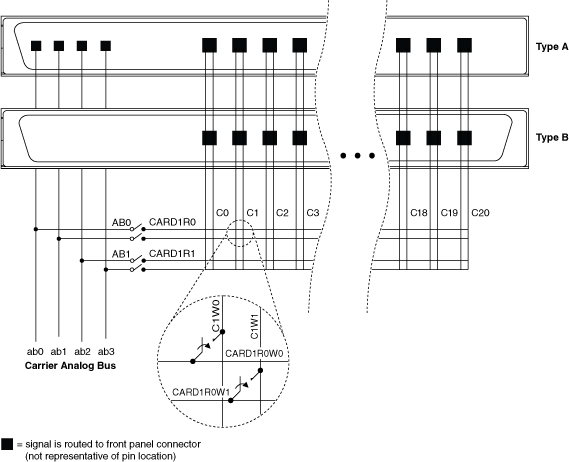 Type A
Type B
AB0 CARD1R0 C0 C1 C2 C3 C18 C19 C20
AB1 CARD1R1
C1W0
C1W1
CARD1R0W0
CARD1R0W1
ab0 ab1 ab2 ab3
Carrier Analog Bus
= signal is routed to front panel connector
(not representative of pin location)